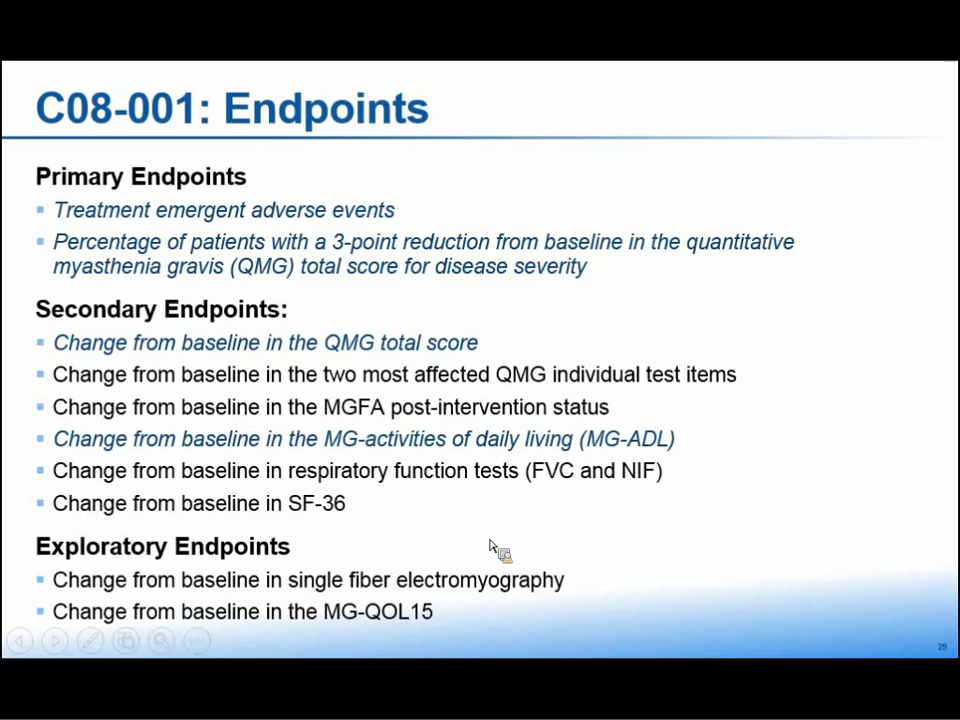 C08-001: Endpoints
Primary Endpoints
Treatment emergent adverse events
Percentage of patients with a 3-point reduction from baseline in the quantitative
myasthenia gravis (QMG) total score for disease severity
Secondary Endpoints:
Change from baseline in the QMG total score
Change from baseline in the two most affected QMG individual test items
Change from baseline in the MGFA post-intervention status
Change from baseline in the MG-activities of daily living (MG-ADL)
Change from baseline in respiratory function tests (FVC and NIF)
Change from baseline in SF-36
Exploratory Endpoints
Change from baseline in single fiber electromyography
Change from baseline in the MG-QOL15
29